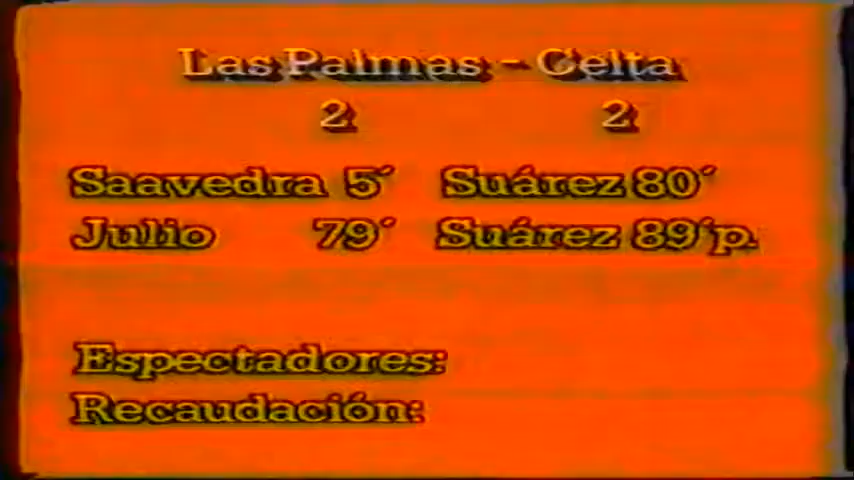 Las Palmas - Celta
2 2
Saavedra 5´ Suárez 80´
Julio 79´ Suárez 89´p.
Espectadores:
Recaudación: